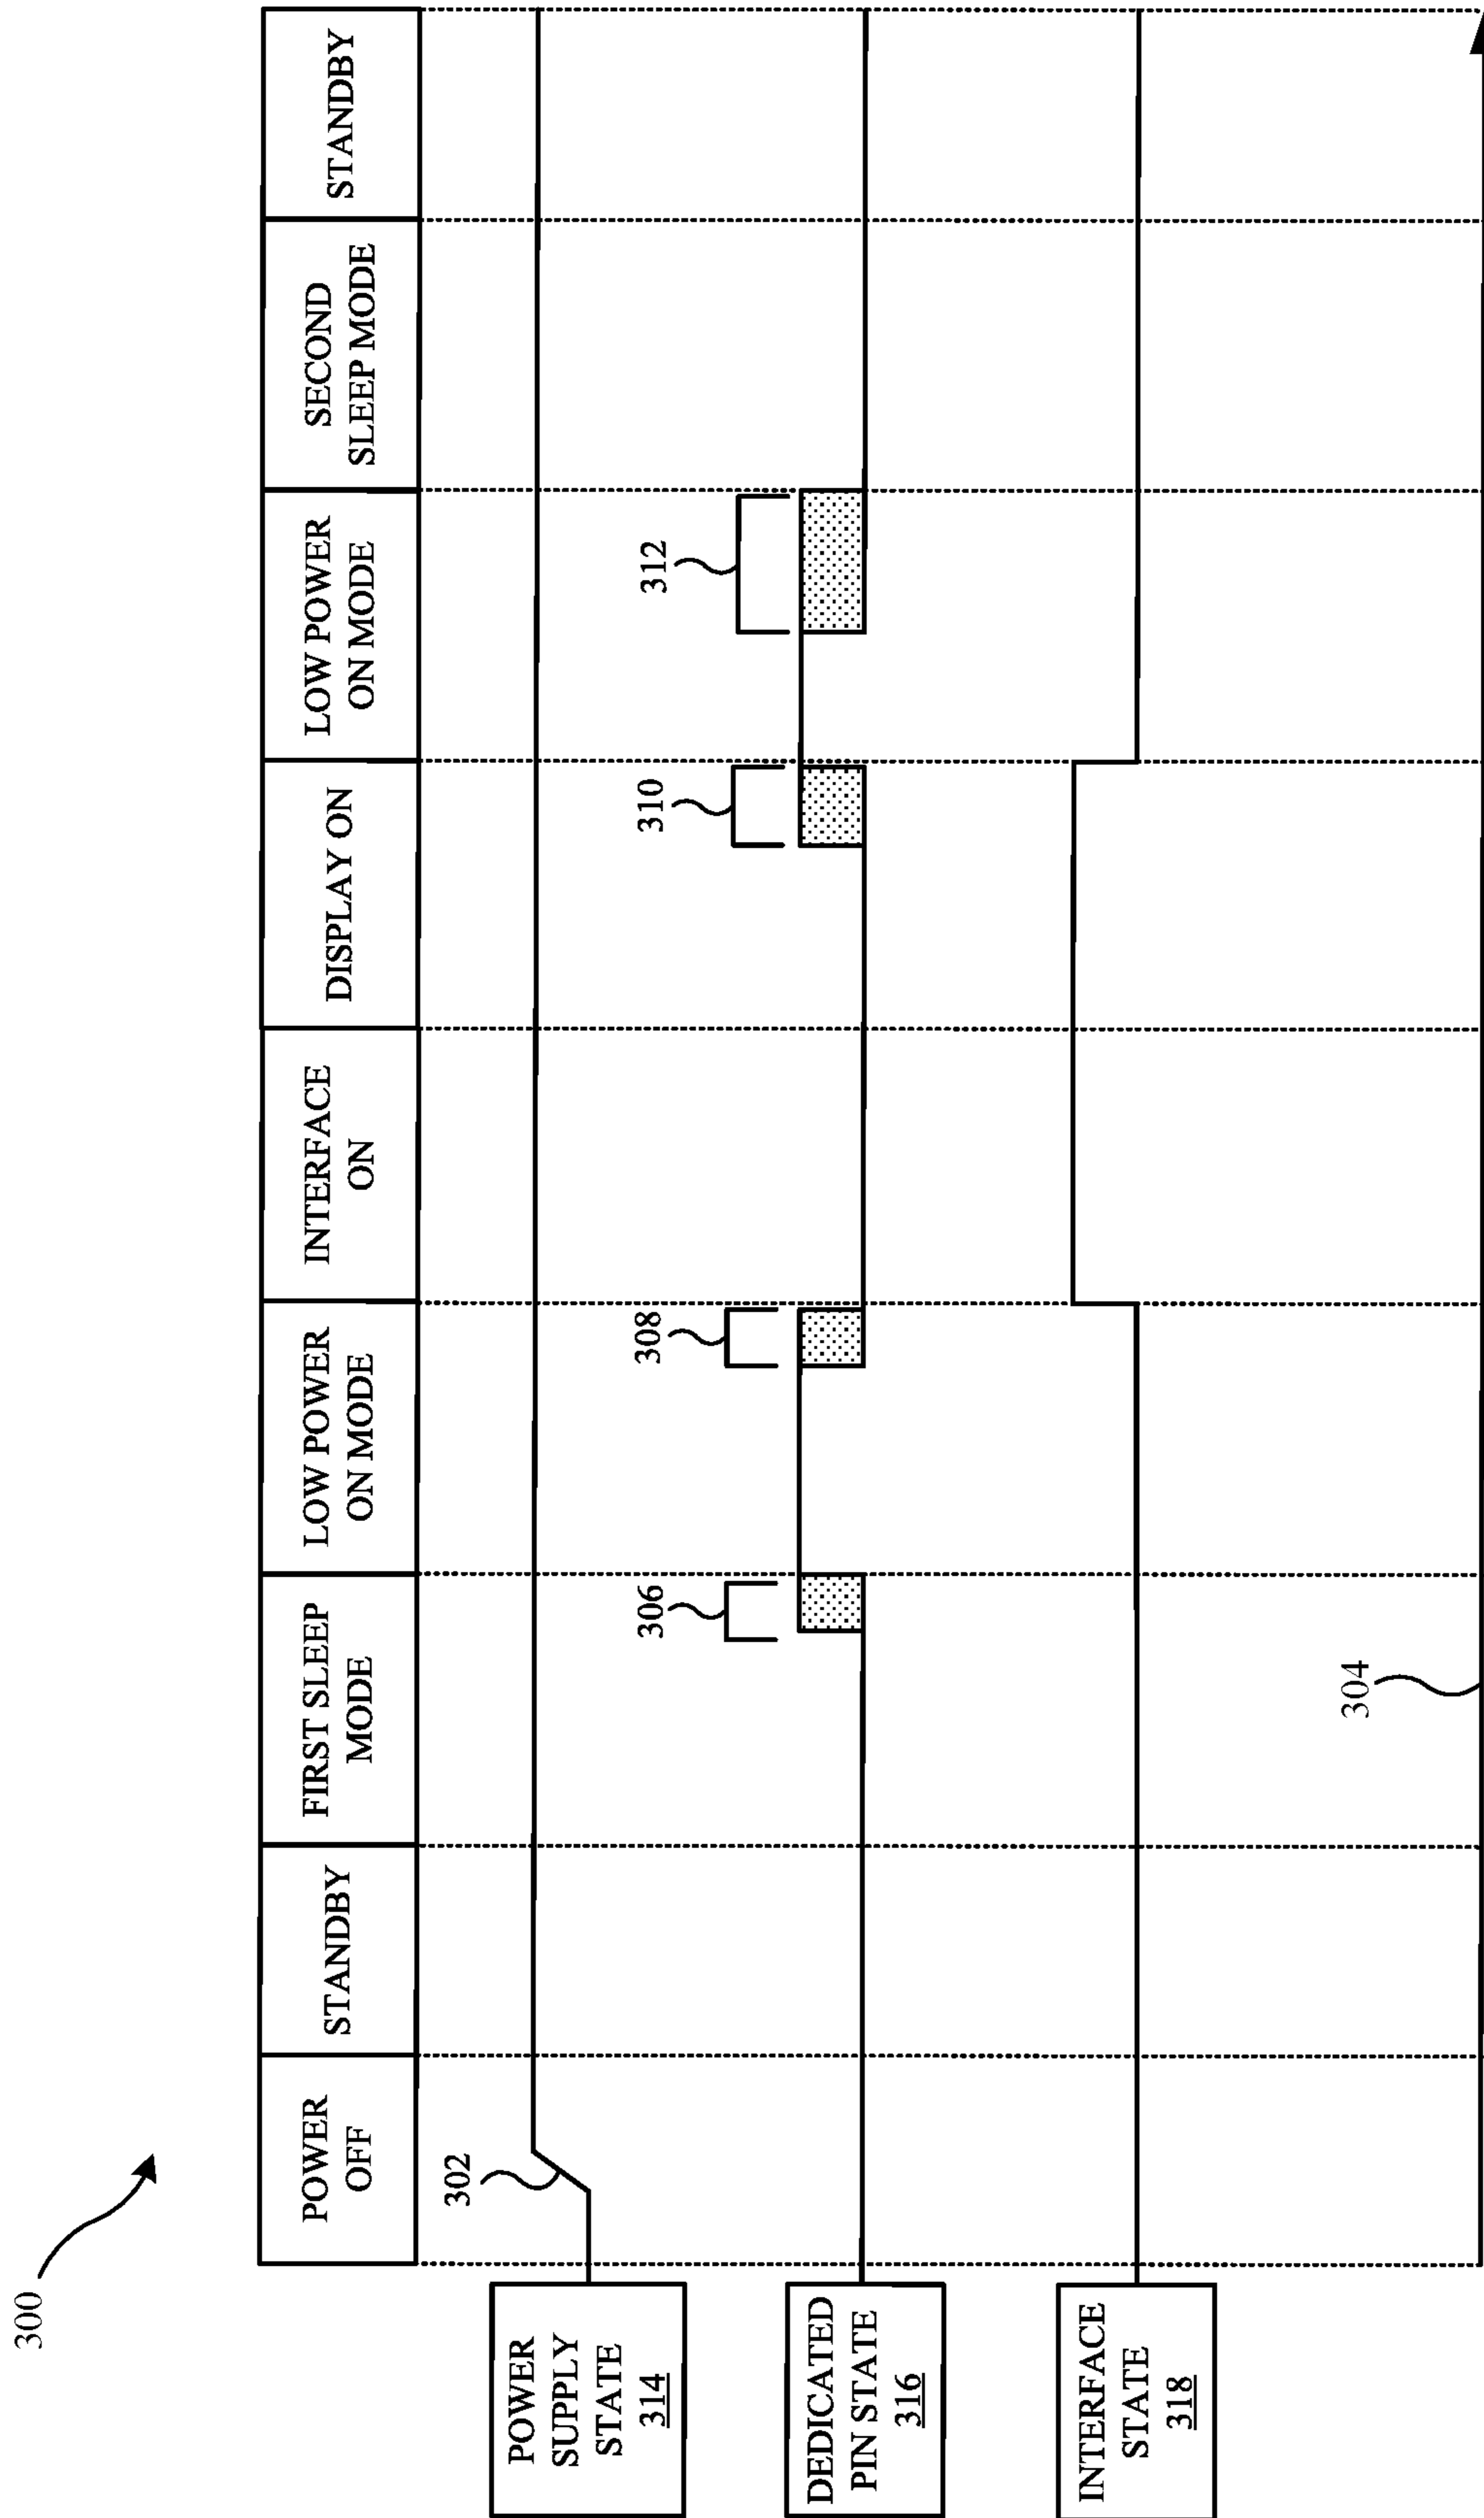 300
POWER
OFF
STANDBY
FIRST SLEEP
MODE
LOW POWER
ON MODE
INTERFACE
ON
DISPLAY ON
LOW POWER
ON MODE
SECOND
SLEEP MODE
STANDBY
POWER
SUPPLY
STATE
314
302
DEDICATED
PIN STATE
316
306
308
310
312
INTERFACE
STATE
318
304